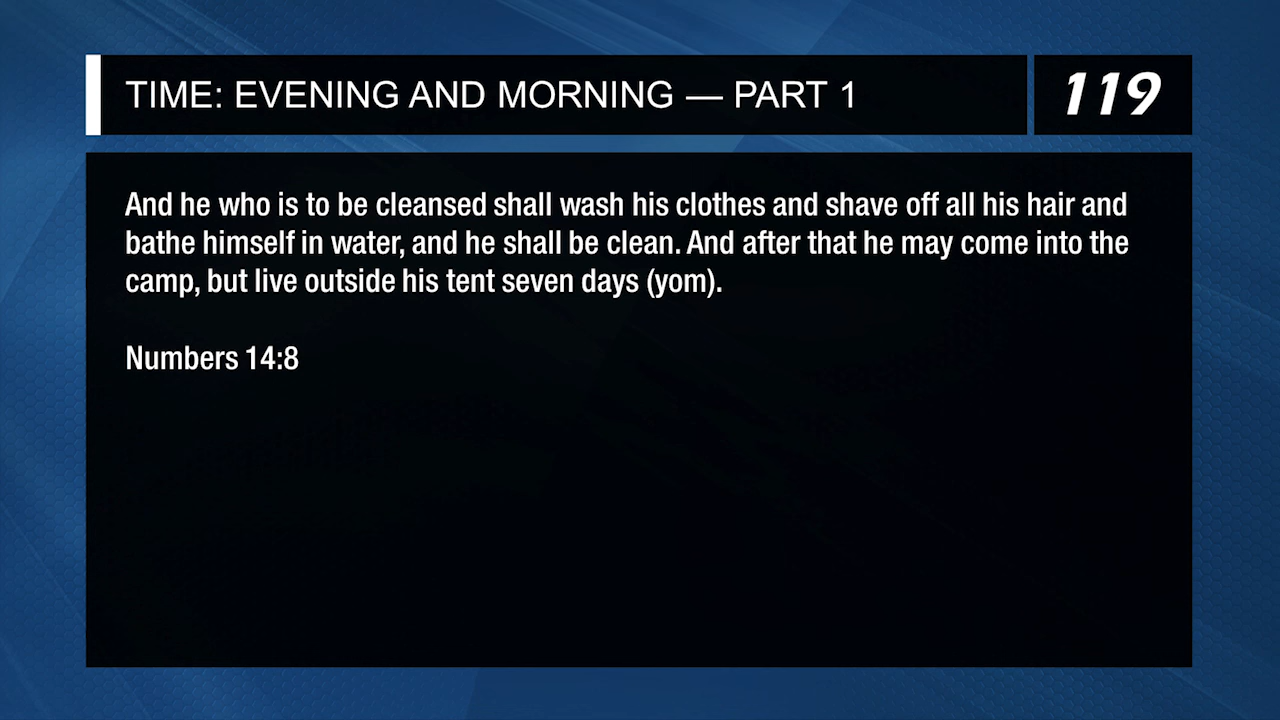 TIME: EVENING AND MORNING — PART 1
119
And he who is to be cleansed shall wash his clothes and shave off all his hair and
bathe himself in water, and he shall be clean. And after that he may come into the
camp, but live outside his tent seven days (yom).
Numbers 14:8